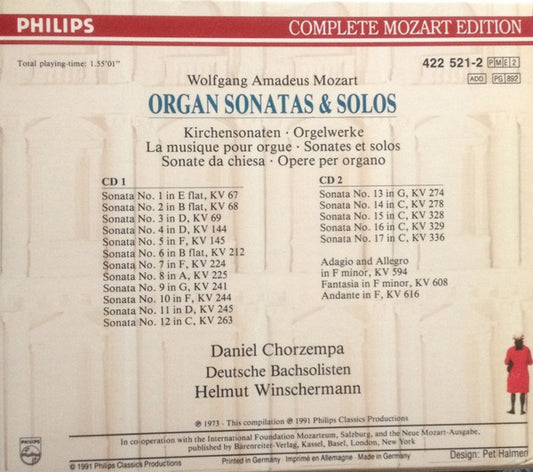 PHILIPS
COMPLETE MOZART EDITION
Total playing-time: 1.55'01"
422 521-2 PM E 2
ADD PG 892
Wolfgang Amadeus Mozart
ORGAN SONATAS & SOLOS
Kirchensonaten · Orgelwerke
La musique pour orgue · Sonates et solos
Sonate da chiesa · Opere per organo
CD 1
Sonata No. 1 in E flat, KV 67
Sonata No. 2 in B flat, KV 68
Sonata No. 3 in D, KV 69
Sonata No. 4 in D, KV 144
Sonata No. 5 in F, KV 145
Sonata No. 6 in B flat, KV 212
Sonata No. 7 in F, KV 224
Sonata No. 8 in A, KV 225
Sonata No. 9 in G, KV 241
Sonata No. 10 in F, KV 244
Sonata No. 11 in D, KV 245
Sonata No. 12 in C, KV 263
CD 2
Sonata No. 13 in G, KV 274
Sonata No. 14 in C, KV 278
Sonata No. 15 in C, KV 328
Sonata No. 16 in C, KV 329
Sonata No. 17 in C, KV 336
Adagio and Allegro
in F minor, KV 594
Fantasia in F minor, KV 608
Andante in F, KV 616
Daniel Chorzempa
Deutsche Bachsolisten
Helmut Winschermann
℗ 1973 - This compilation ℗ 1991 Philips Classics Productions
In co-operation with the International Foundation Mozarteum, Salzburg, and the Neue Mozart-Ausgabe,
published by Bärenreiter-Verlag, Kassel, Basel, London, New York
PHILIPS
© 1991 Philips Classics Productions
Printed in Germany · Imprimé en Allemagne · Made in Germany
Design: Pet Halmen